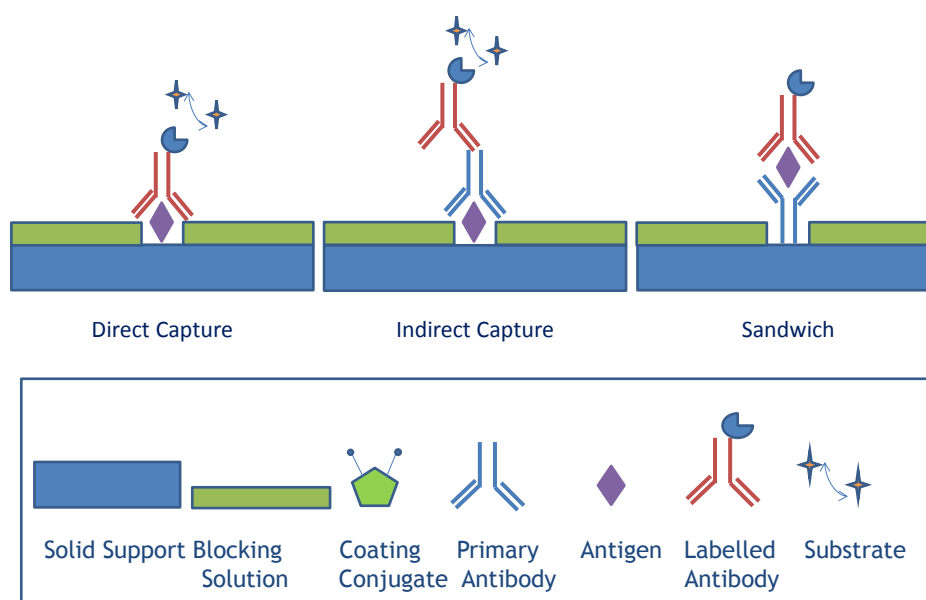 Direct Capture
Indirect Capture
Sandwich
Solid Support
Blocking
Solution
Coating
Conjugate
Primary
Antibody
Antigen
Labelled
Antibody
Substrate